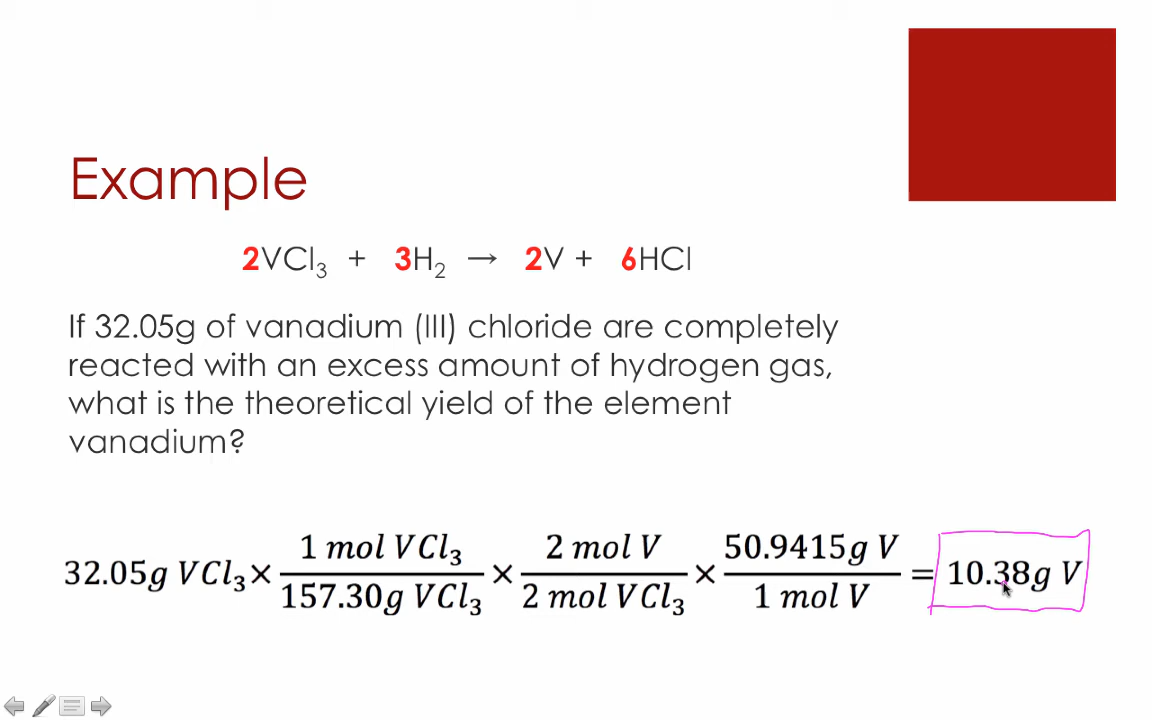 Example
2VCl₃ + 3H₂ → 2V + 6HCl
If 32.05g of vanadium (III) chloride are completely
reacted with an excess amount of hydrogen gas,
what is the theoretical yield of the element
vanadium?
32.05g VCl₃ × (1 mol VCl₃)/(157.30g VCl₃) × (2 mol V)/(2 mol VCl₃) × (50.9415g V)/(1 mol V) = 10.38g V